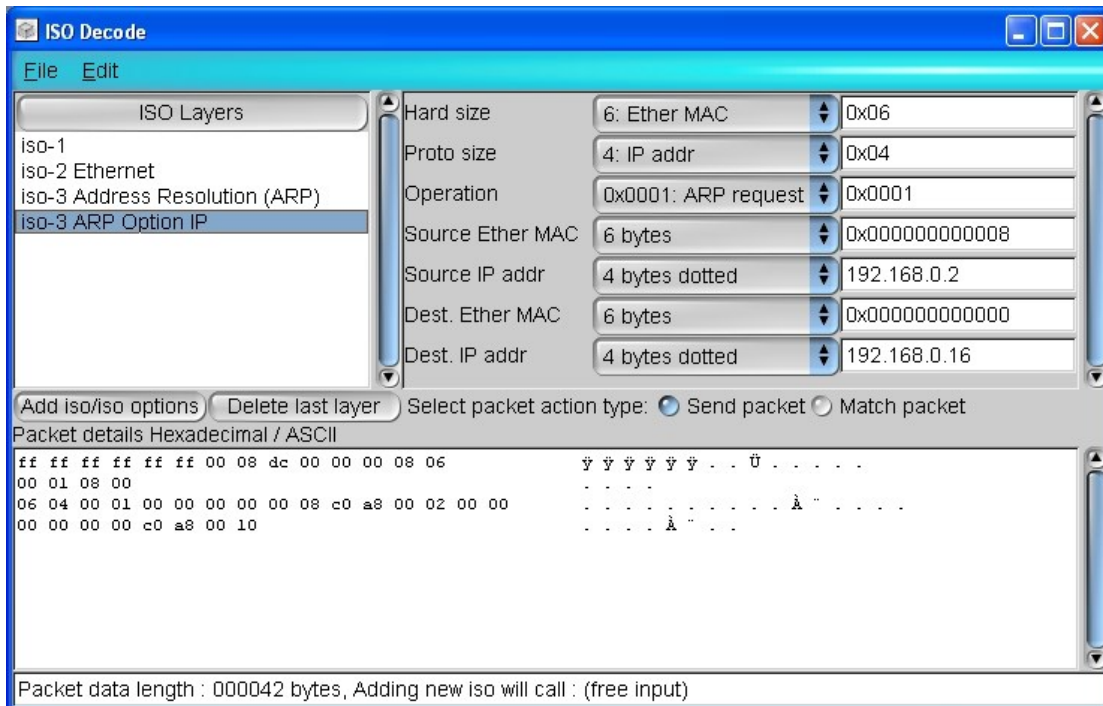 ISO Decode
File Edit
ISO Layers
iso-1
iso-2 Ethernet
iso-3 Address Resolution (ARP)
iso-3 ARP Option IP
Hard size 6: Ether MAC 0x06
Proto size 4: IP addr 0x04
Operation 0x0001: ARP request 0x0001
Source Ether MAC 6 bytes 0x000000000008
Source IP addr 4 bytes dotted 192.168.0.2
Dest. Ether MAC 6 bytes 0x000000000000
Dest. IP addr 4 bytes dotted 192.168.0.16
Add iso/iso options Delete last layer Select packet action type: Send packet Match packet
Packet details Hexadecimal / ASCII
ff ff ff ff ff ff 00 08 dc 00 00 00 08 06 ÿ ÿ ÿ ÿ ÿ ÿ . . Ü . . . . .
00 01 08 00 . . . .
06 04 00 01 00 00 00 00 00 08 c0 a8 00 02 00 00 . . . . . . . . . . À ¨ . . . .
00 00 00 00 c0 a8 00 10 . . . . À ¨ . .
Packet data length : 000042 bytes, Adding new iso will call : (free input)